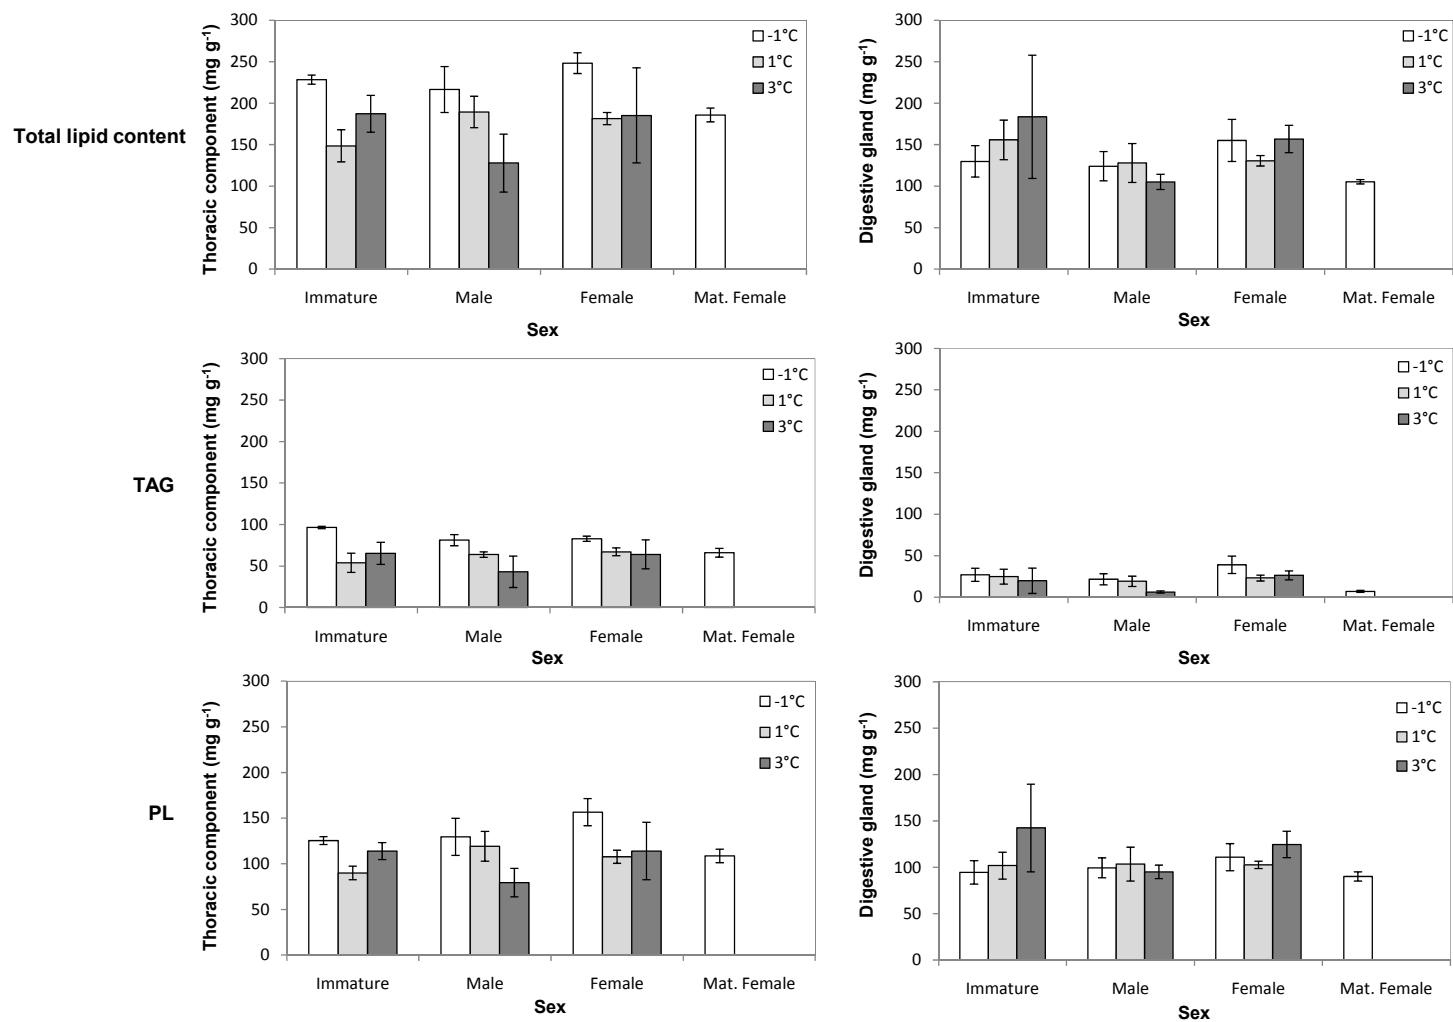 Total lipid content
Thoracic component (mg g⁻¹)
300
250
200
150
100
50
0
-1°C
1°C
3°C
Immature
Male
Female
Mat. Female
Sex
Digestive gland (mg g⁻¹)
300
250
200
150
100
50
0
-1°C
1°C
3°C
Immature
Male
Female
Mat. Female
Sex
TAG
Thoracic component (mg g⁻¹)
300
250
200
150
100
50
0
-1°C
1°C
3°C
Immature
Male
Female
Mat. Female
Sex
Digestive gland (mg g⁻¹)
300
250
200
150
100
50
0
-1°C
1°C
3°C
Immature
Male
Female
Mat. Female
Sex
PL
Thoracic component (mg g⁻¹)
300
250
200
150
100
50
0
-1°C
1°C
3°C
Immature
Male
Female
Mat. Female
Sex
Digestive gland (mg g⁻¹)
300
250
200
150
100
50
0
-1°C
1°C
3°C
Immature
Male
Female
Mat. Female
Sex